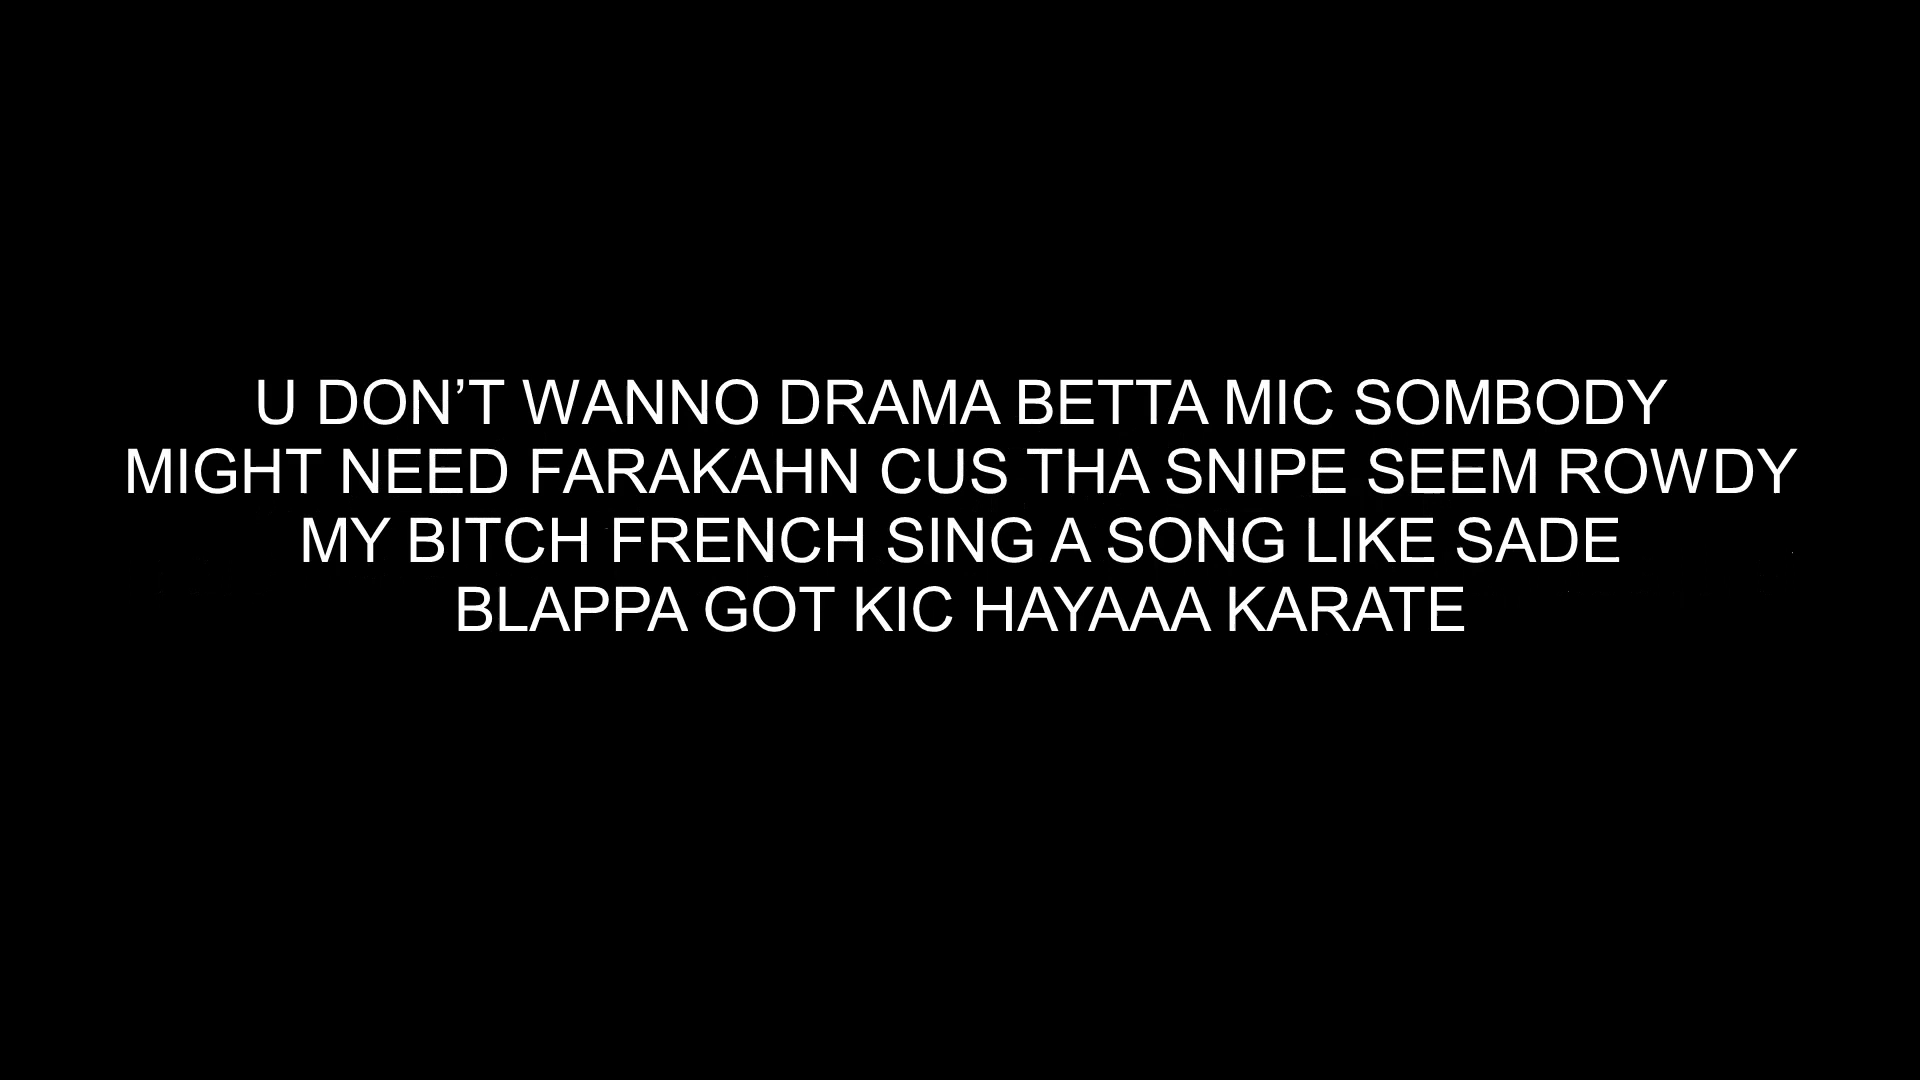 U DON’T WANNO DRAMA BETTA MIC SOMBODY
MIGHT NEED FARAKAHN CUS THA SNIPE SEEM ROWDY
MY BITCH FRENCH SING A SONG LIKE SADE
BLAPPA GOT KIC HAYAAA KARATE